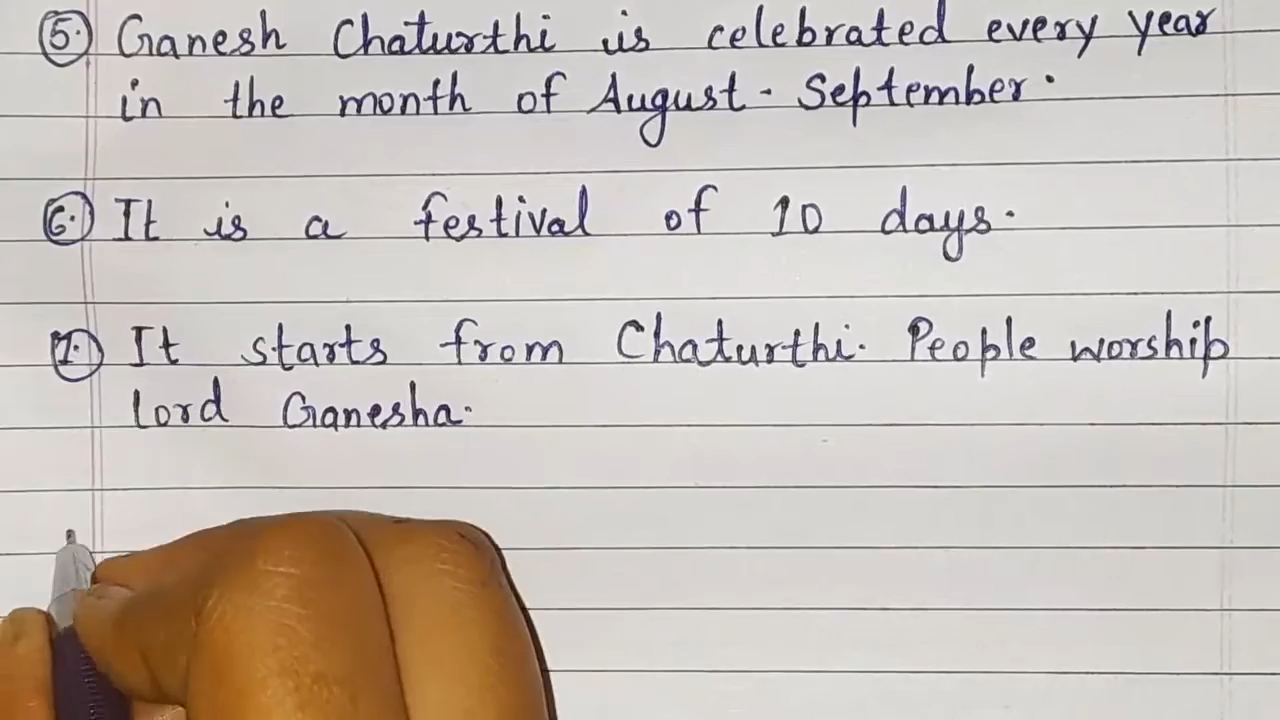 5. Ganesh Chaturthi is celebrated every year
in the month of August - September.
6. It is a festival of 10 days.
7. It starts from Chaturthi. People worship
lord Ganesha.